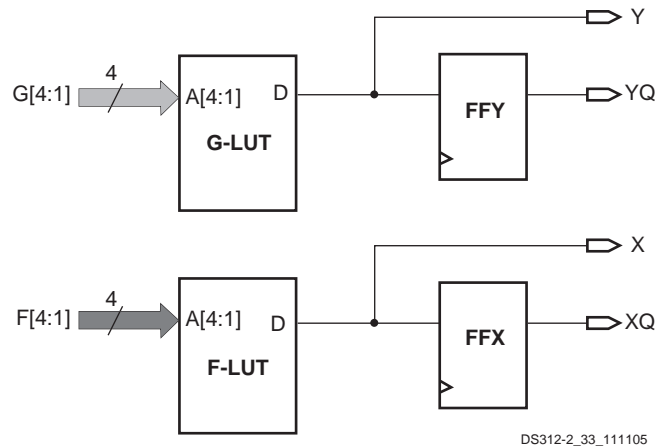 Y
4
G[4:1]
A[4:1]
D
YQ
FFY
G-LUT
X
4
F[4:1]
A[4:1]
D
XQ
FFX
F-LUT
DS312-2_33_111105